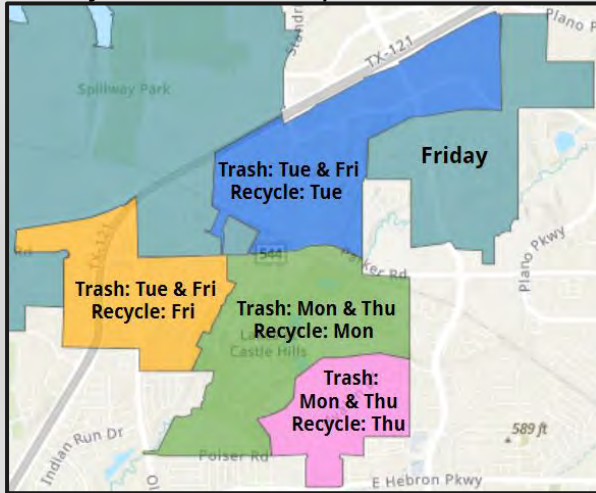 Plano P
Standri
TX-121
Spillway Park
Trash: Tue & Fri
Recycle: Tue
Friday
Rd
TX-121
544
Parker Rd
Plano Pkwy
Trash: Tue & Fri
Recycle: Fri
Trash: Mon & Thu
Recycle: Mon
Castle Hills
Trash:
Mon & Thu
Recycle: Thu
Indian Run Dr
Polser Rd
589 ft
E Hebron Pkwy